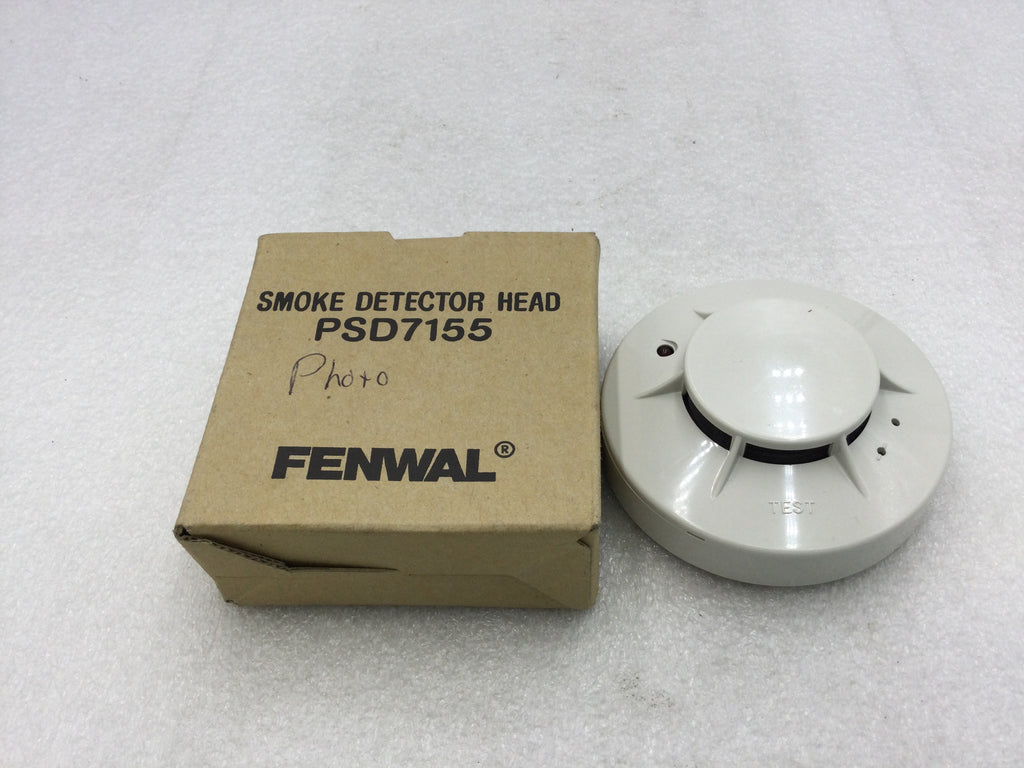 SMOKE DETECTOR HEAD
PSD7155
Photo
FENWAL®
TEST